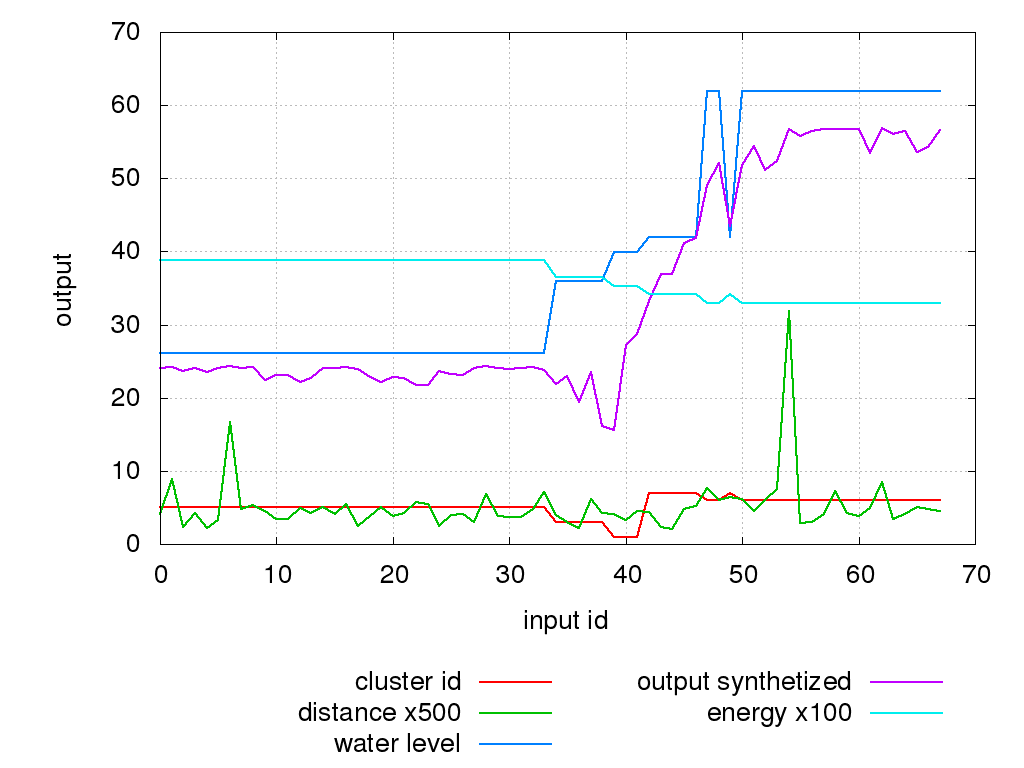 70
60
50
40
30
20
10
0
output
0 10 20 30 40 50 60 70
input id
cluster id
distance x500
water level
output synthetized
energy x100